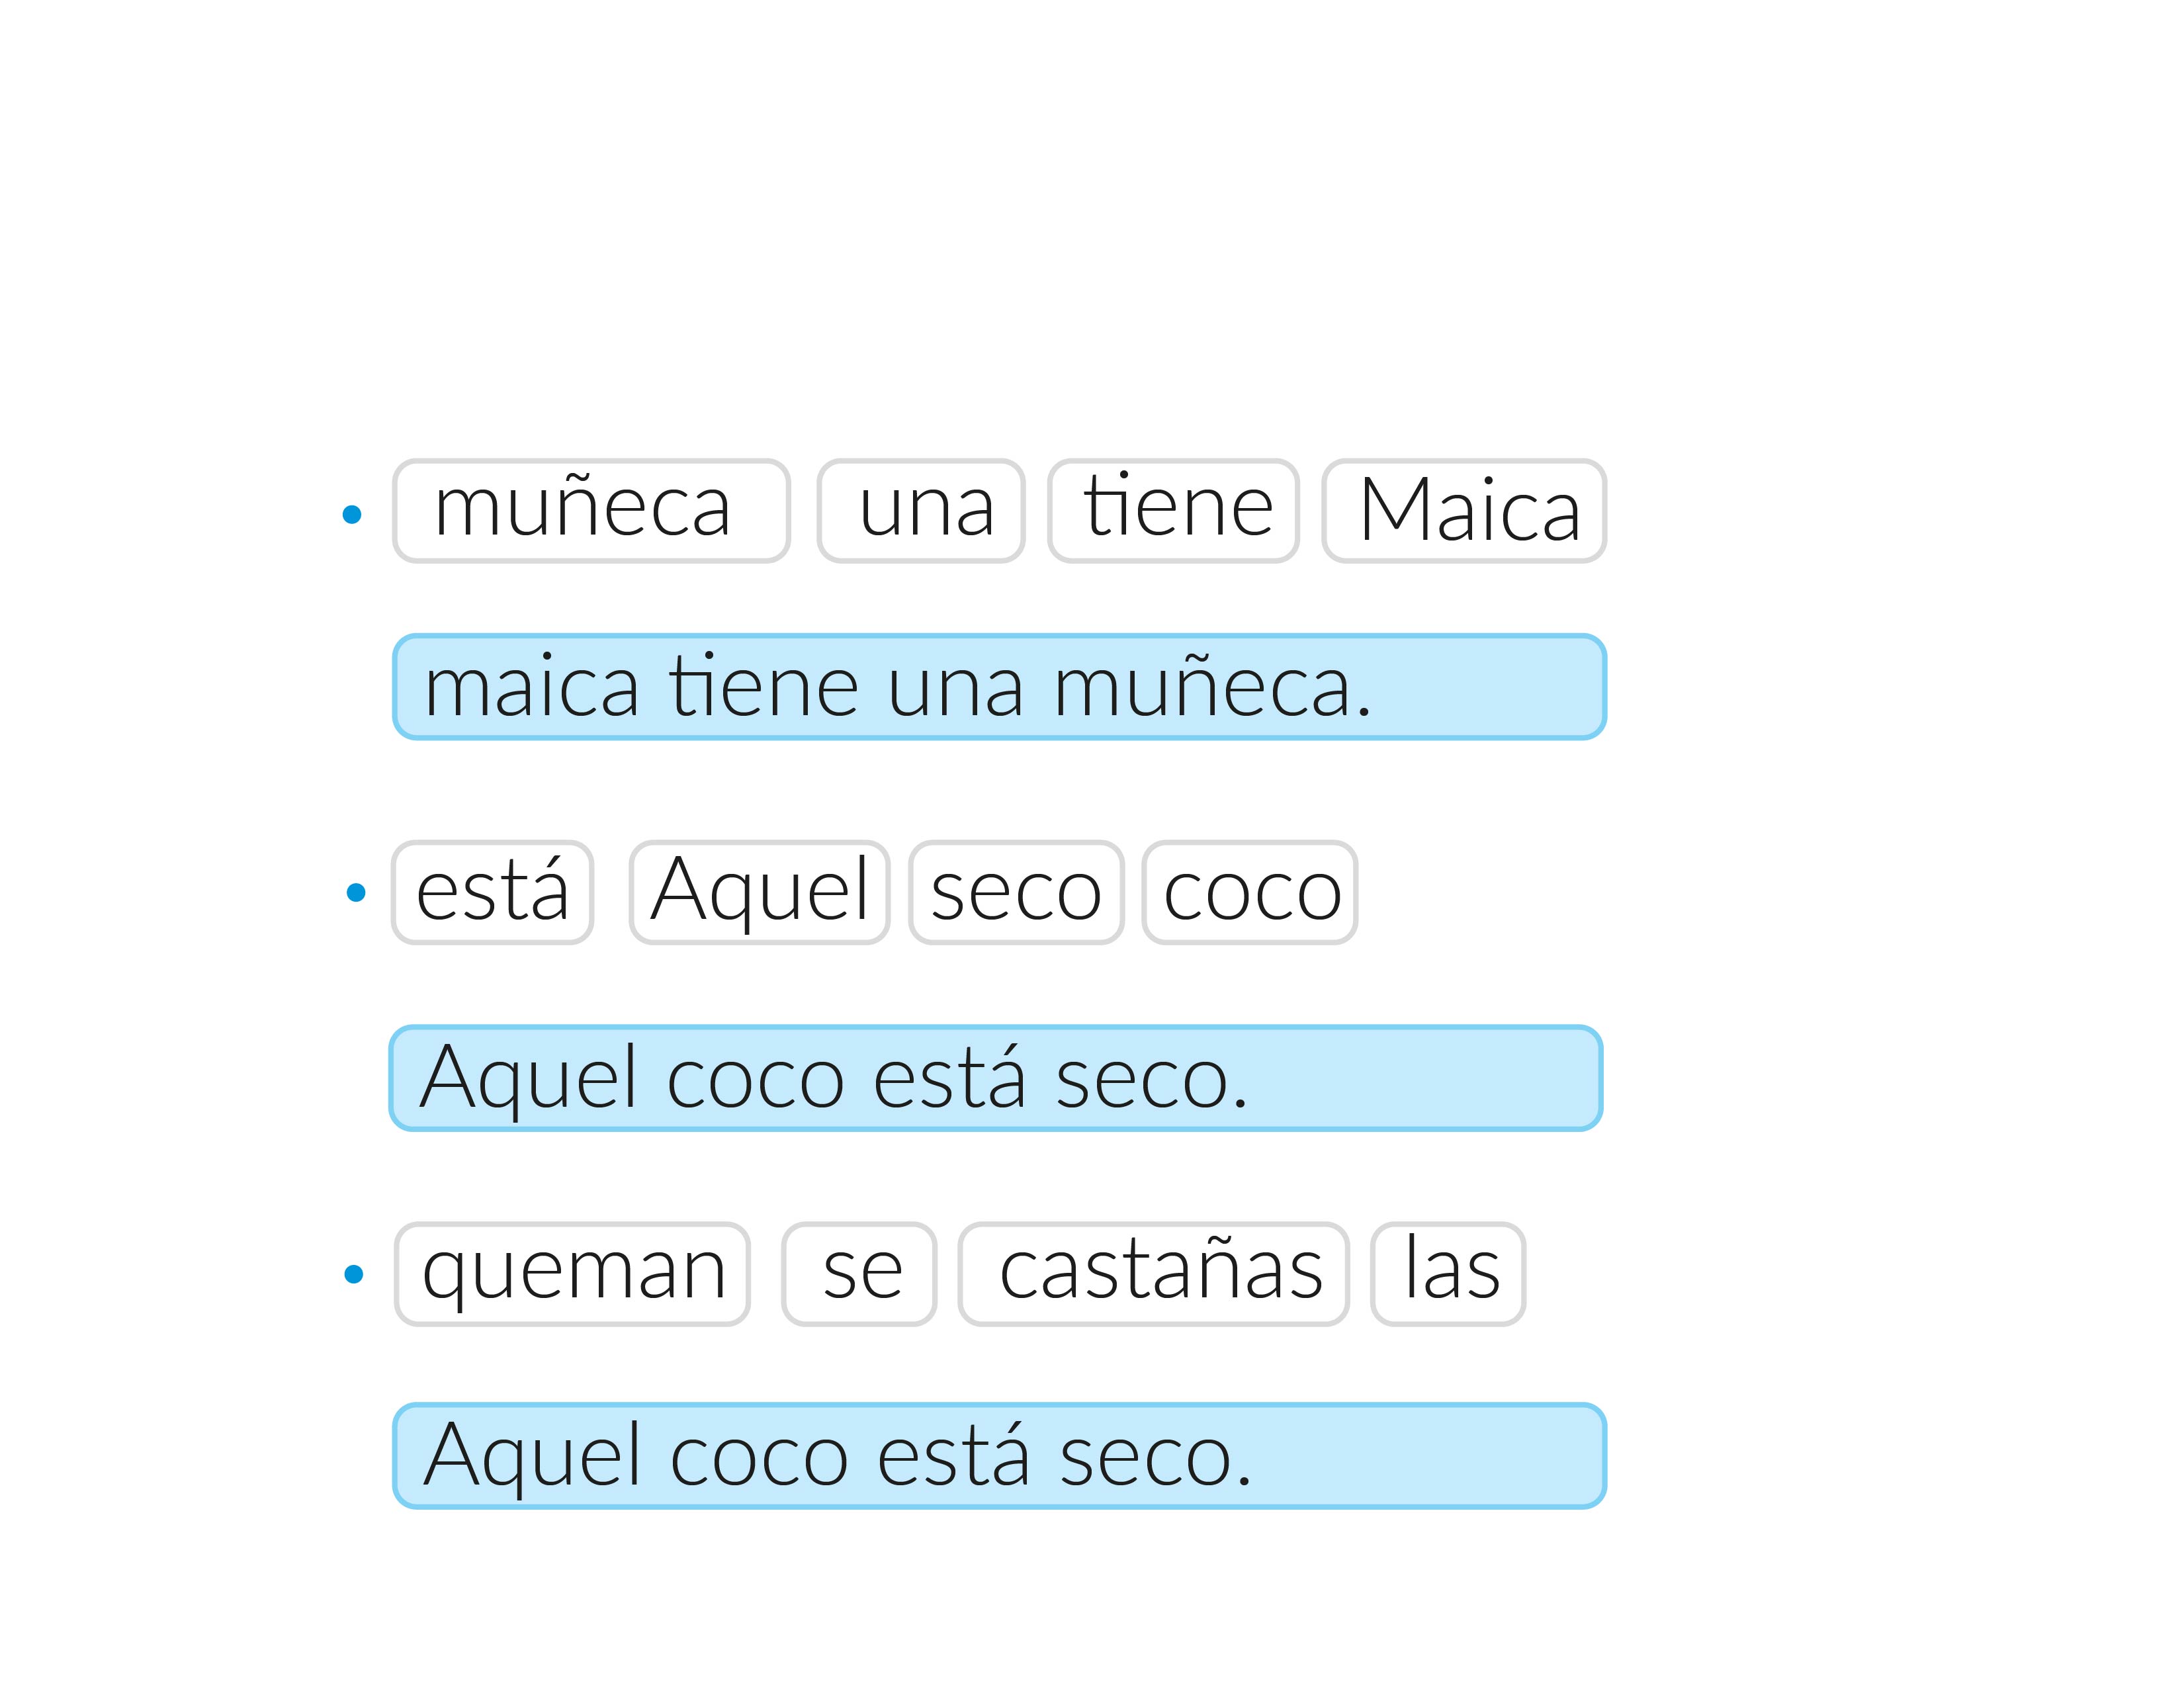 • muñeca una tiene Maica
maica tiene una muñeca.
• está Aquel seco coco
Aquel coco está seco.
• queman se castañas las
Aquel coco está seco.